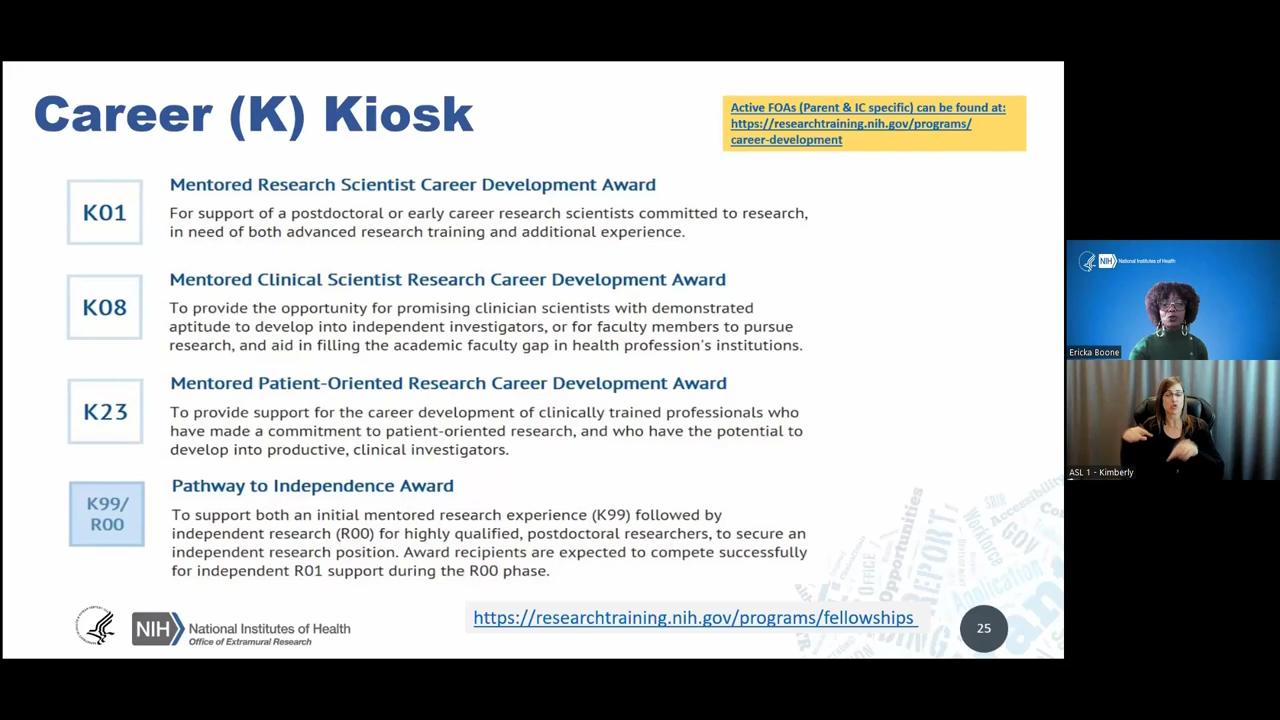 Career (K) Kiosk
Active FOAs (Parent & IC specific) can be found at:
https://researchtraining.nih.gov/programs/
career-development
K01
Mentored Research Scientist Career Development Award
For support of a postdoctoral or early career research scientists committed to research,
in need of both advanced research training and additional experience.
K08
Mentored Clinical Scientist Research Career Development Award
To provide the opportunity for promising clinician scientists with demonstrated
aptitude to develop into independent investigators, or for faculty members to pursue
research, and aid in filling the academic faculty gap in health profession's institutions.
K23
Mentored Patient-Oriented Research Career Development Award
To provide support for the career development of clinically trained professionals who
have made a commitment to patient-oriented research, and who have the potential to
develop into productive, clinical investigators.
K99/
R00
Pathway to Independence Award
To support both an initial mentored research experience (K99) followed by
independent research (R00) for highly qualified, postdoctoral researchers, to secure an
independent research position. Award recipients are expected to compete successfully
for independent R01 support during the R00 phase.
https://researchtraining.nih.gov/programs/fellowships
NIH
National Institutes of Health
Office of Extramural Research
25
Opportunities
REPORT
OFFICE
SBIR
Accessibility
Workforce
GOV
Application
NIH
National Institutes of Health
Ericka Boone
ASL 1 - Kimberly